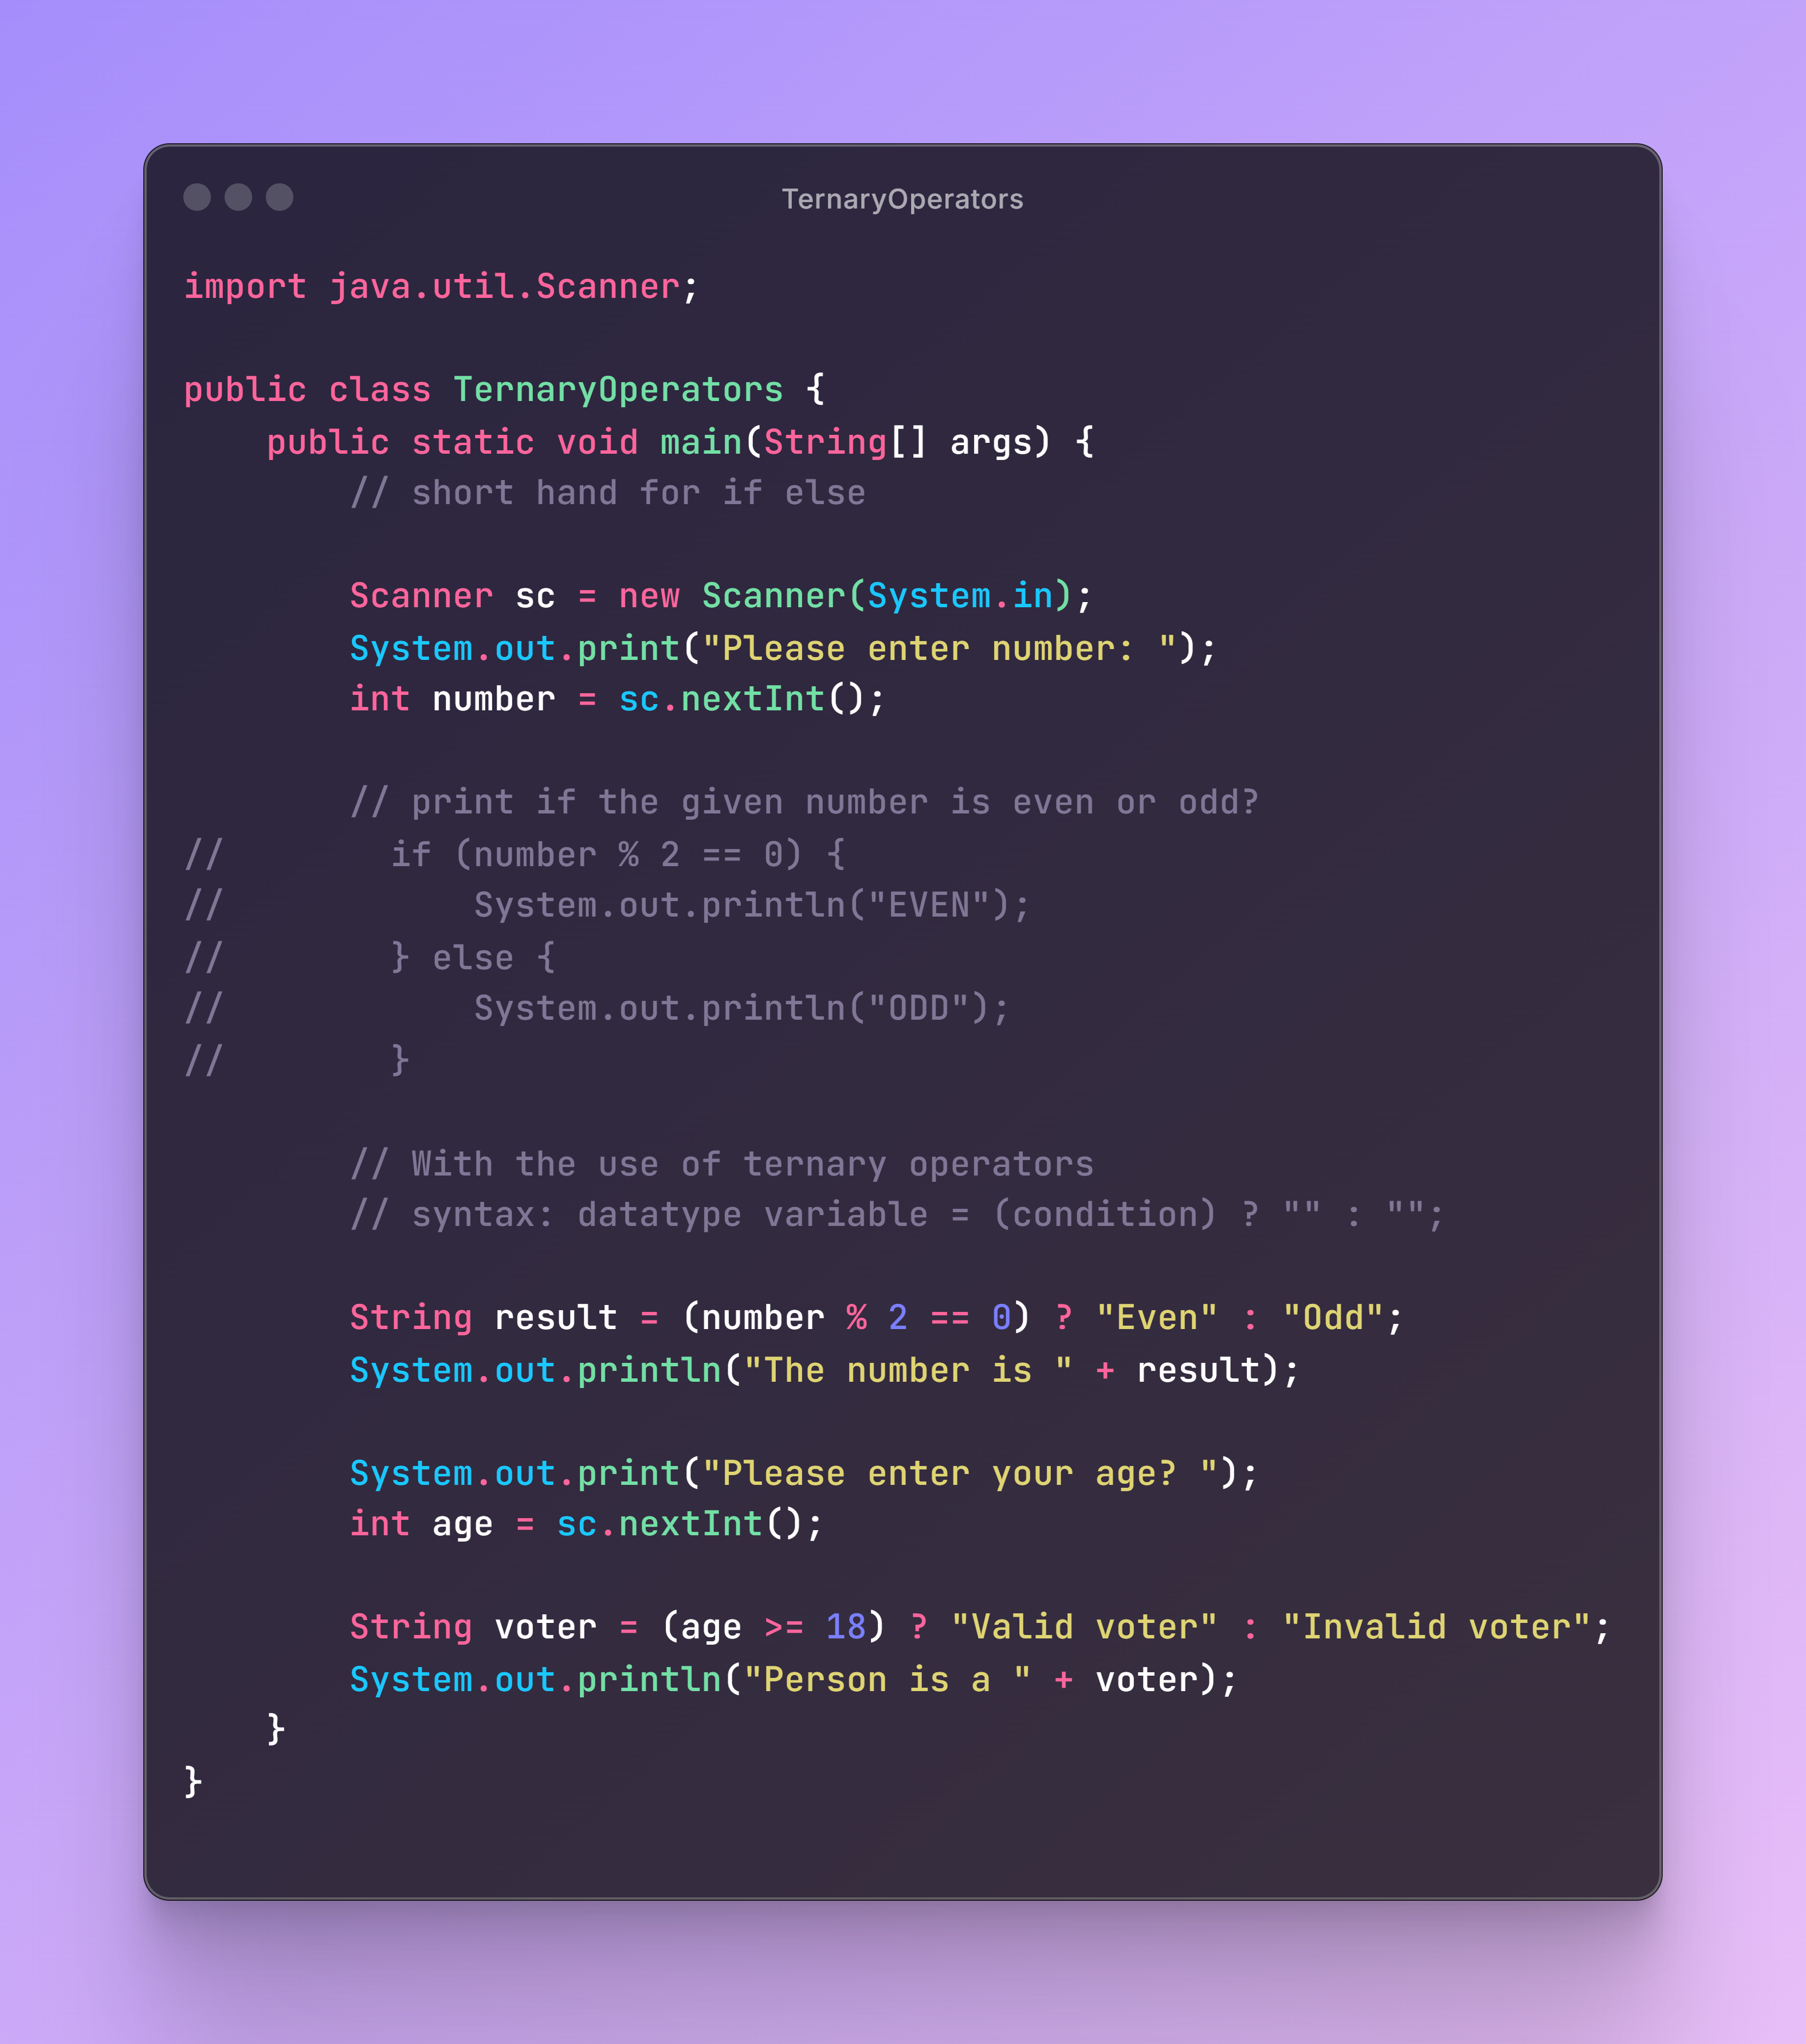 TernaryOperators
import java.util.Scanner;
public class TernaryOperators {
    public static void main(String[] args) {
        // short hand for if else
        Scanner sc = new Scanner(System.in);
        System.out.print("Please enter number: ");
        int number = sc.nextInt();
        // print if the given number is even or odd?
//        if (number % 2 == 0) {
//            System.out.println("EVEN");
//        } else {
//            System.out.println("ODD");
//        }
        // With the use of ternary operators
        // syntax: datatype variable = (condition) ? "" : "";
        String result = (number % 2 == 0) ? "Even" : "Odd";
        System.out.println("The number is " + result);
        System.out.print("Please enter your age? ");
        int age = sc.nextInt();
        String voter = (age >= 18) ? "Valid voter" : "Invalid voter";
        System.out.println("Person is a " + voter);
    }
}